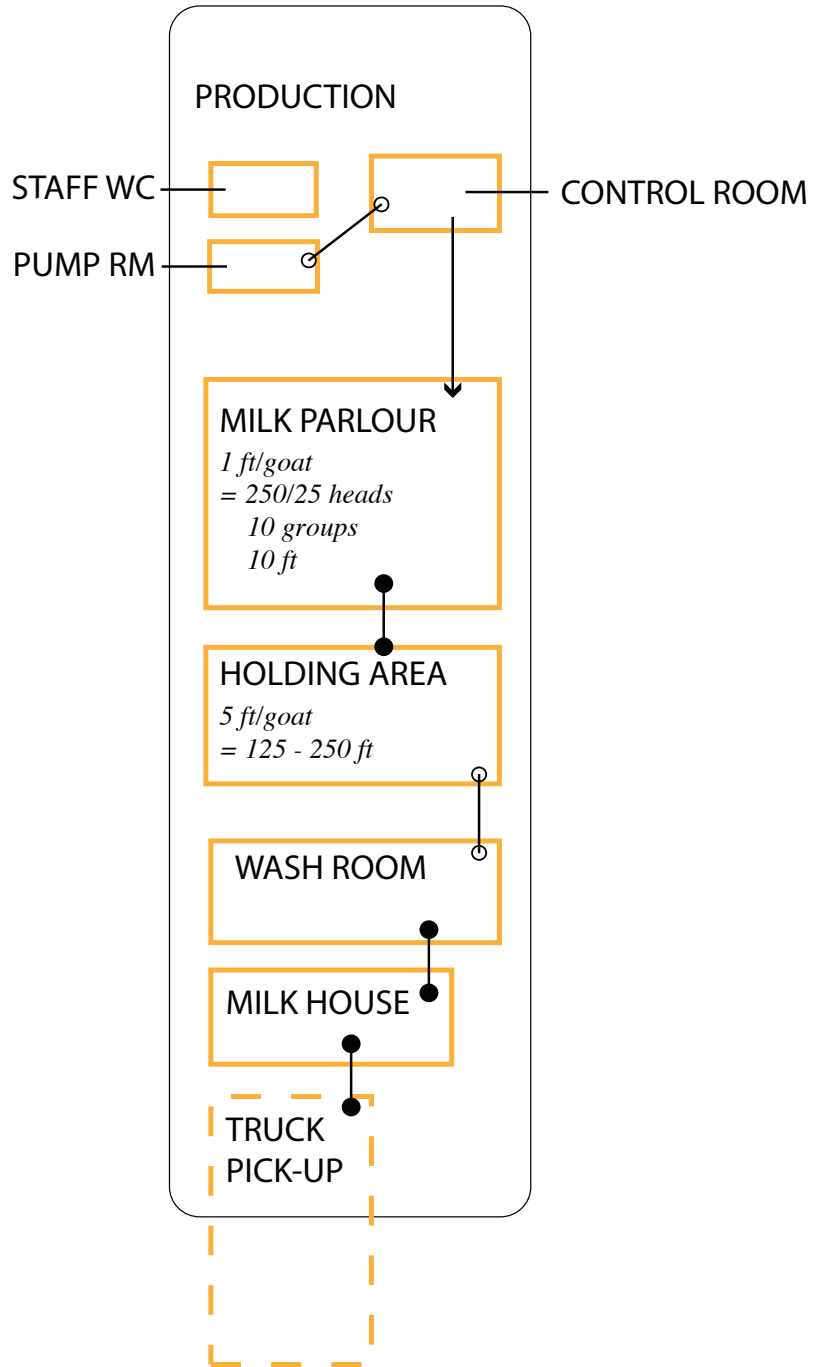 PRODUCTION
STAFF WC
CONTROL ROOM
PUMP RM
MILK PARLOUR
1 ft/goat
= 250/25 heads
10 groups
10 ft
HOLDING AREA
5 ft/goat
= 125 - 250 ft
WASH ROOM
MILK HOUSE
TRUCK
PICK-UP